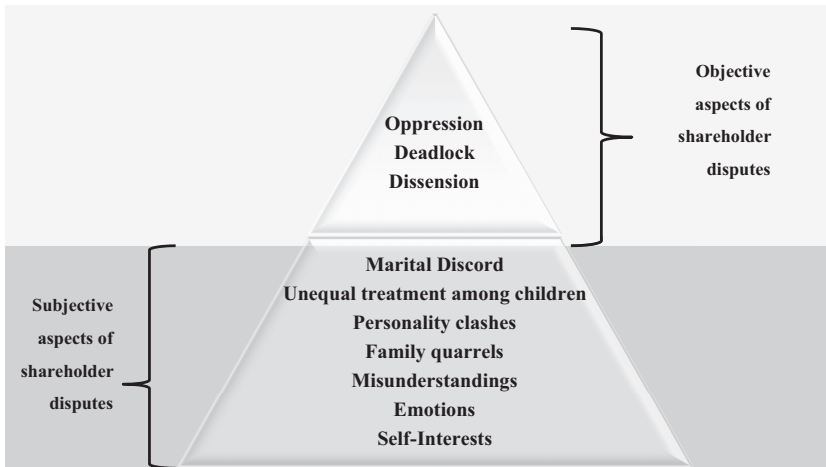 Oppression
Deadlock
Dissension
Objective
aspects of
shareholder
disputes
Marital Discord
Unequal treatment among children
Personality clashes
Family quarrels
Misunderstandings
Emotions
Self-Interests
Subjective
aspects of
shareholder
disputes